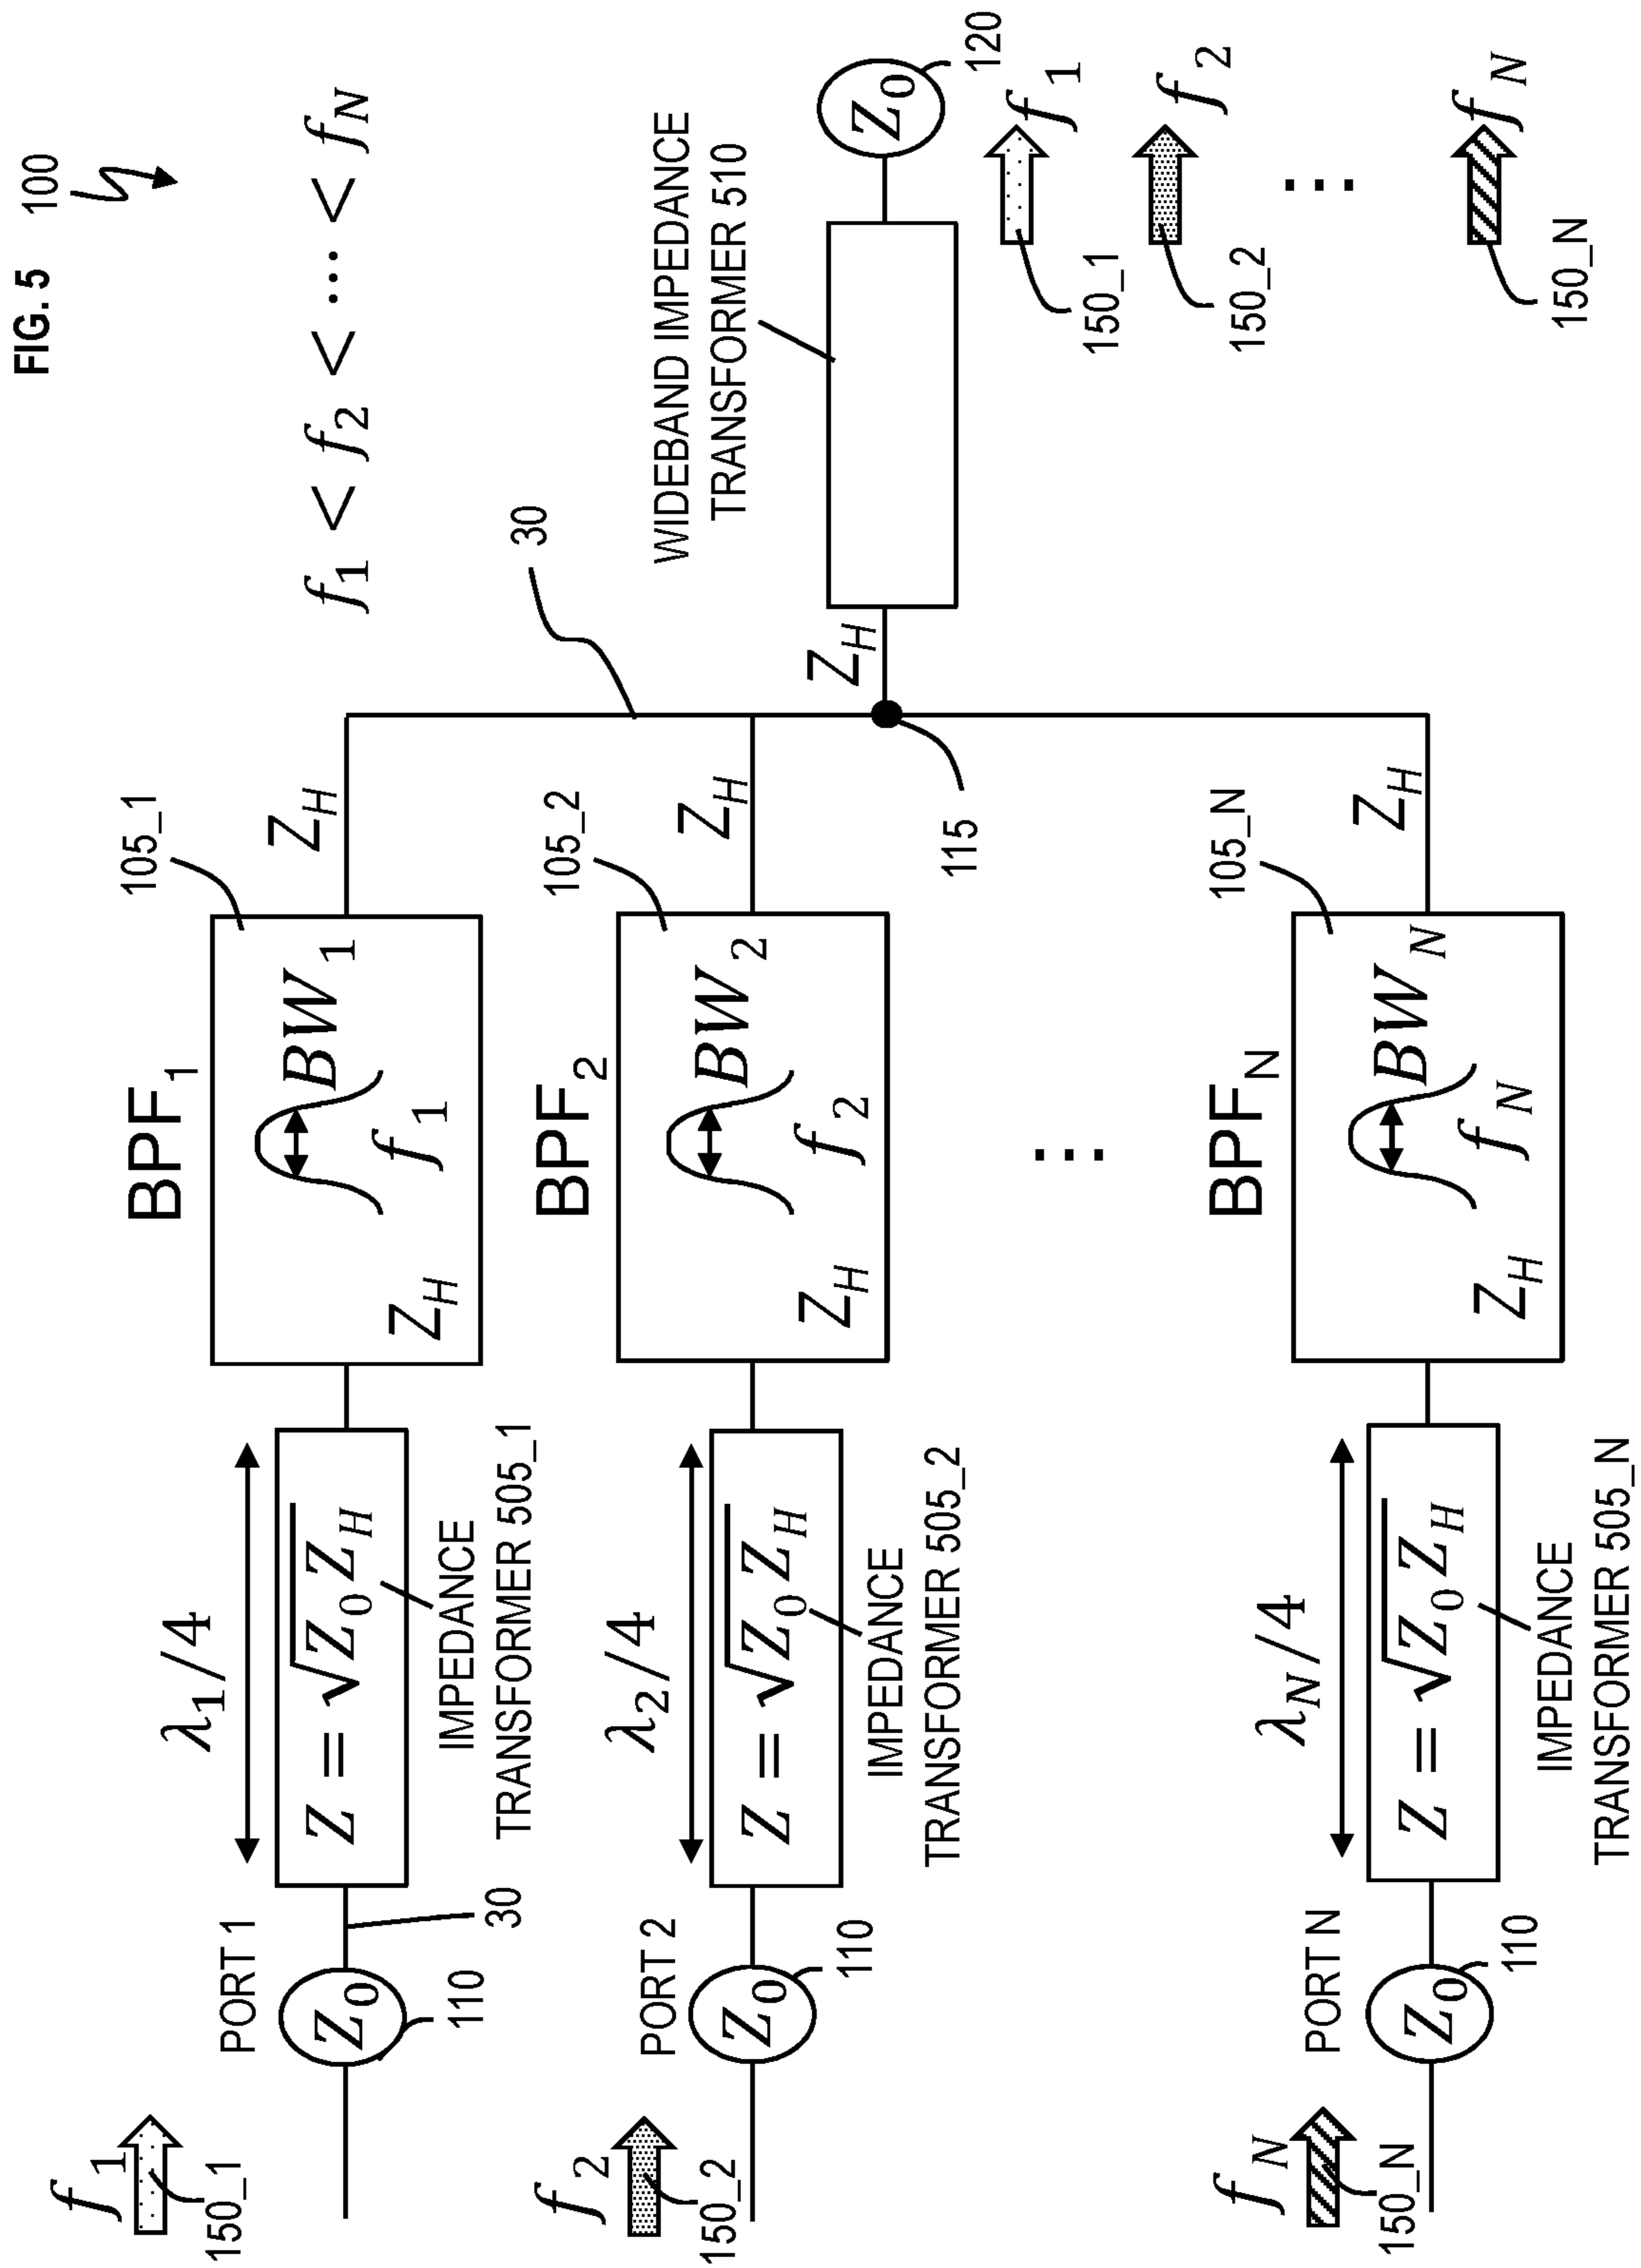 FIG. 5
100
f1 < f2 < ... < fN
f1
150_1
PORT 1
Z0
110
30
λ1/4
Z = √Z0ZH
IMPEDANCE
TRANSFORMER 505_1
BPF1
105_1
BW1
f1
ZH
ZH
30
f2
150_2
PORT 2
Z0
110
λ2/4
Z = √Z0ZH
IMPEDANCE
TRANSFORMER 505_2
BPF2
105_2
BW2
f2
ZH
ZH
115
ZH
WIDEBAND IMPEDANCE
TRANSFORMER 510
Z0
120
f1
150_1
f2
150_2
⋮
fN
150_N
⋮
fN
150_N
PORT N
Z0
110
λN/4
Z = √Z0ZH
IMPEDANCE
TRANSFORMER 505_N
BPFN
105_N
BWN
fN
ZH
ZH